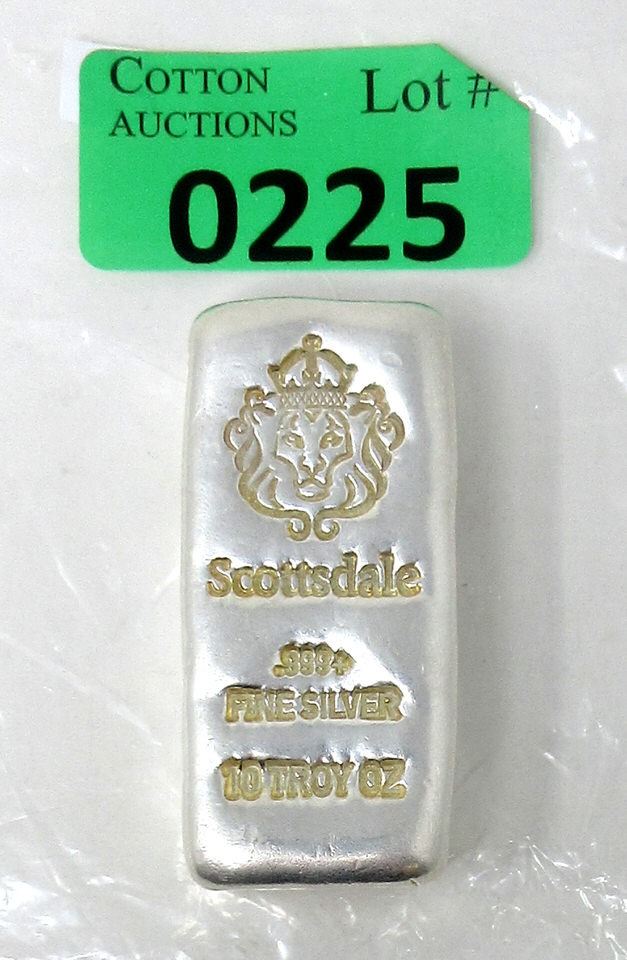 COTTON Lot #
AUCTIONS
0225
Scottsdale
.999+
FINE SILVER
10 TROY OZ